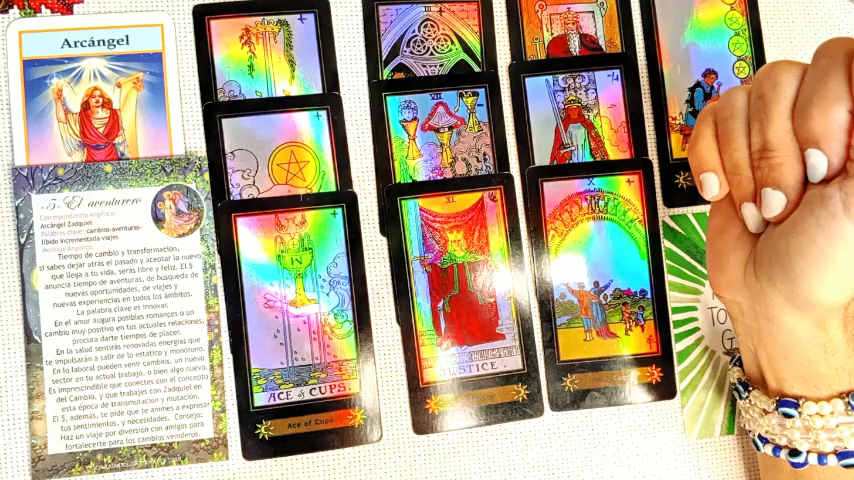 Arcángel
5. El aventurero
Correspondencia Angélica:
Arcángel Zadquiel
Palabras clave: cambios-aventuras-
libido incrementada-viajes
Mensaje Angélico:
Tiempo de cambio y transformación,
si sabes dejar atrás el pasado y aceptar lo nuevo
que llega a tu vida, serás libre y feliz. El 5
anuncia tiempo de aventuras, de búsqueda de
nuevas oportunidades, de viajes y
nuevas experiencias en todos los ámbitos.
La palabra clave es innovar.
En el amor augura posibles romances o un
cambio muy positivo en tus actuales relaciones,
procura darte tiempos de placer.
En la salud sentirás renovadas energías que
te impulsarán a salir de lo estático y monótono.
En lo laboral pueden venir cambios, un nuevo
sector en tu actual trabajo, o bien algo nuevo.
Es imprescindible que conectes con el concepto
del Cambio, y que trabajes con Zadquiel en
esta época de transmutación y mutación.
El 5, además, te pide que te animes a expresar
tus sentimientos, y necesidades. Consejo:
Haz un viaje por diversión con amigos para
fortalecerte para los cambios venideros.
ACE of CUPS.
Ace of Cups
VII
XI
JUSTICE.
X
TO
G